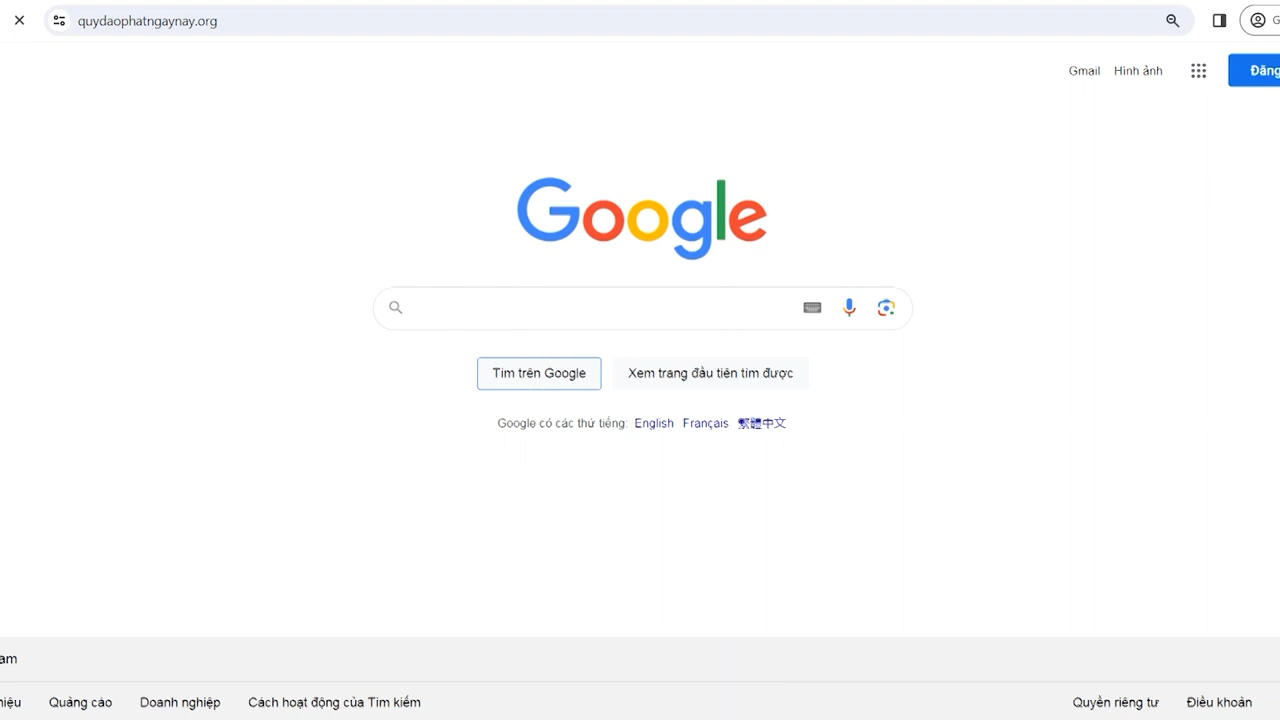 quydaophatngaynay.org
G
Gmail Hình ảnh
Đăng
Google
Tìm trên Google Xem trang đầu tiên tìm được
Google có các thứ tiếng: English Français 繁體中文
am
hiệu Quảng cáo Doanh nghiệp Cách hoạt động của Tìm kiếm Quyền riêng tư Điều khoản